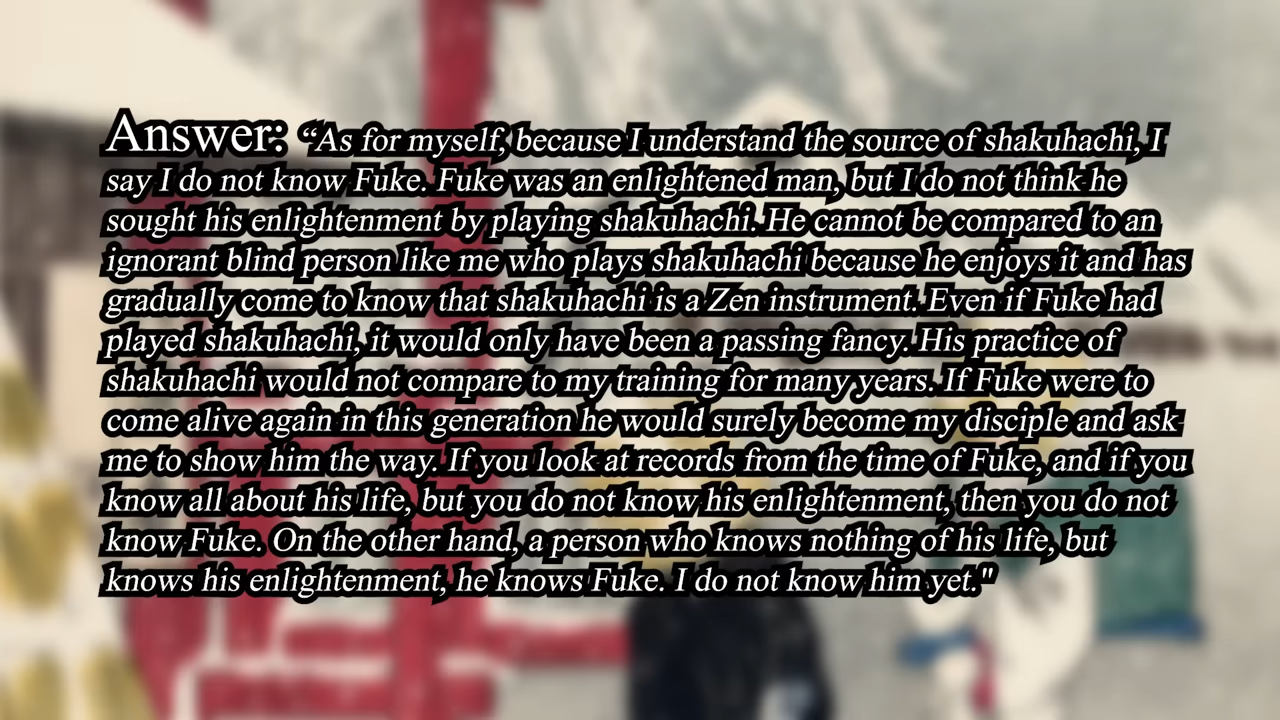 Answer: “As for myself, because I understand the source of shakuhachi, I
say I do not know Fuke. Fuke was an enlightened man, but I do not think he
sought his enlightenment by playing shakuhachi. He cannot be compared to an
ignorant blind person like me who plays shakuhachi because he enjoys it and has
gradually come to know that shakuhachi is a Zen instrument. Even if Fuke had
played shakuhachi, it would only have been a passing fancy. His practice of
shakuhachi would not compare to my training for many years. If Fuke were to
come alive again in this generation he would surely become my disciple and ask
me to show him the way. If you look at records from the time of Fuke, and if you
know all about his life, but you do not know his enlightenment, then you do not
know Fuke. On the other hand, a person who knows nothing of his life, but
knows his enlightenment, he knows Fuke. I do not know him yet."